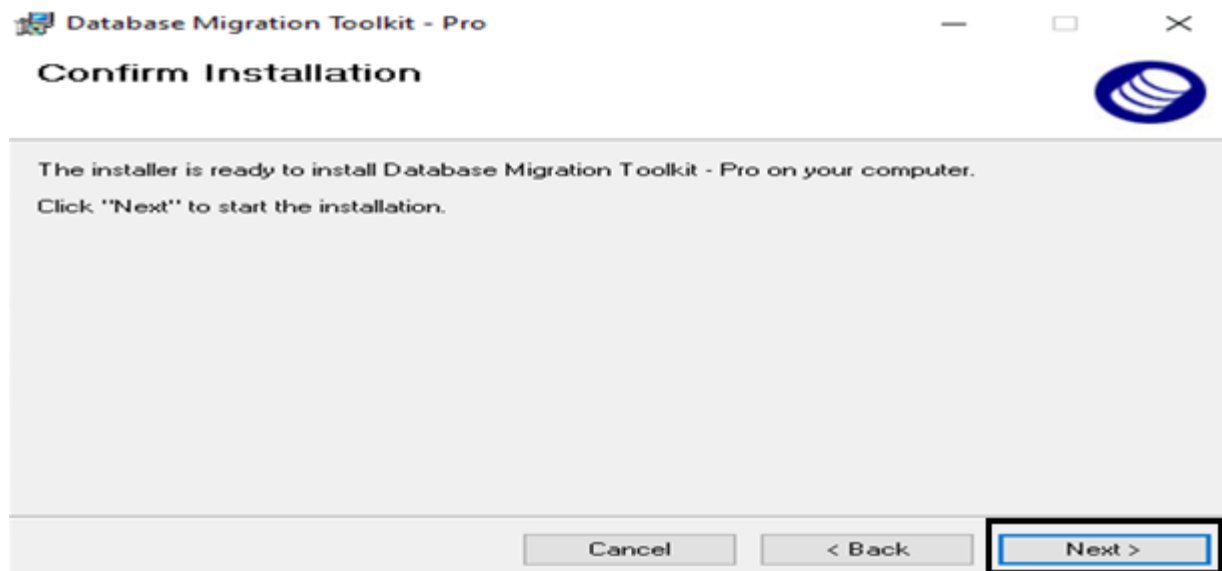 Database Migration Toolkit - Pro
Confirm Installation
The installer is ready to install Database Migration Toolkit - Pro on your computer.
Click "Next" to start the installation.
Cancel
< Back
Next >